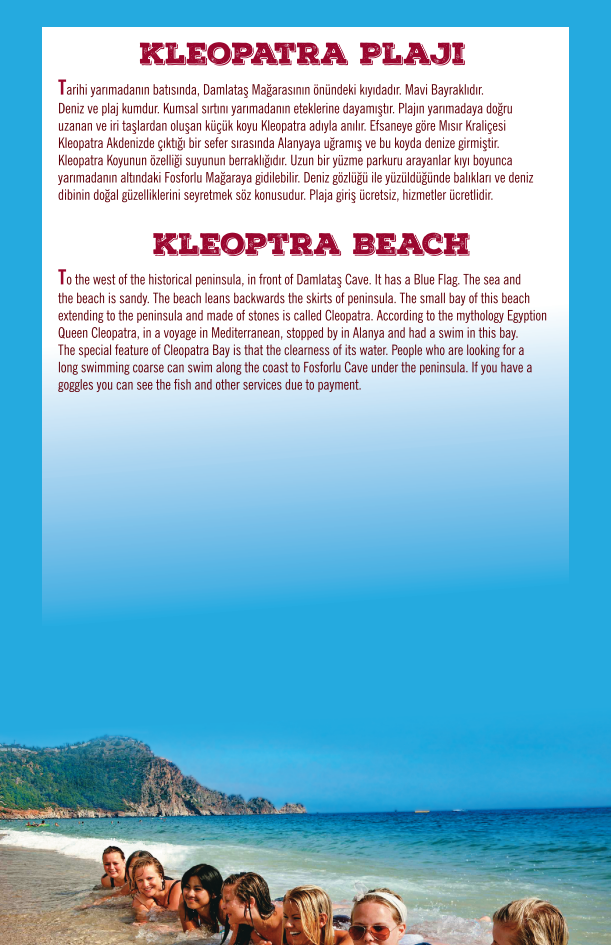 KLEOPATRA PLAJI
Tarihi yarımadanın batısında, Damlataş Mağarasının önündeki kıyıdadır. Mavi Bayraklıdır.
Deniz ve plaj kumdur. Kumsal sırtını yarımadanın eteklerine dayamıştır. Plajın yarımadaya doğru
uzanan ve iri taşlardan oluşan küçük koyu Kleopatra adıyla anılır. Efsaneye göre Mısır Kraliçesi
Kleopatra Akdenizde çıktığı bir sefer sırasında Alanyaya uğramış ve bu koyda denize girmiştir.
Kleopatra Koyunun özelliği suyunun berraklığıdır. Uzun bir yüzme parkuru arayanlar kıyı boyunca
yarımadanın altındaki Fosforlu Mağaraya gidilebilir. Deniz gözlüğü ile yüzüldüğünde balıkları ve deniz
dibinin doğal güzelliklerini seyretmek söz konusudur. Plaja giriş ücretsiz, hizmetler ücretlidir.
KLEOPTRA BEACH
To the west of the historical peninsula, in front of Damlataş Cave. It has a Blue Flag. The sea and
the beach is sandy. The beach leans backwards the skirts of peninsula. The small bay of this beach
extending to the peninsula and made of stones is called Cleopatra. According to the mythology Egyption
Queen Cleopatra, in a voyage in Mediterranean, stopped by in Alanya and had a swim in this bay.
The special feature of Cleopatra Bay is that the clearness of its water. People who are looking for a
long swimming coarse can swim along the coast to Fosforlu Cave under the peninsula. If you have a
goggles you can see the fish and other services due to payment.